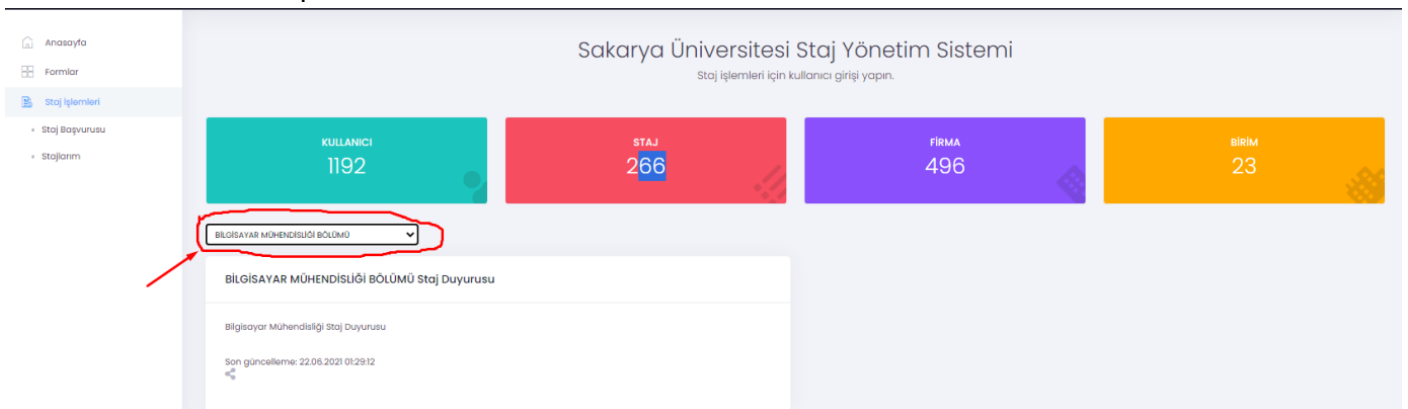 Anasayfa
Formlar
Staj İşlemleri
Staj Başvurusu
Stajlarım
Sakarya Üniversitesi Staj Yönetim Sistemi
Staj işlemleri için kullanıcı girişi yapın.
KULLANICI
1192
STAJ
266
FİRMA
496
BİRİM
23
BİLGİSAYAR MÜHENDİSLİĞİ BÖLÜMÜ
BİLGİSAYAR MÜHENDİSLİĞİ BÖLÜMÜ Staj Duyurusu
Bilgisayar Mühendisliği Staj Duyurusu
Son güncelleme: 22.06.2021 01:29:12